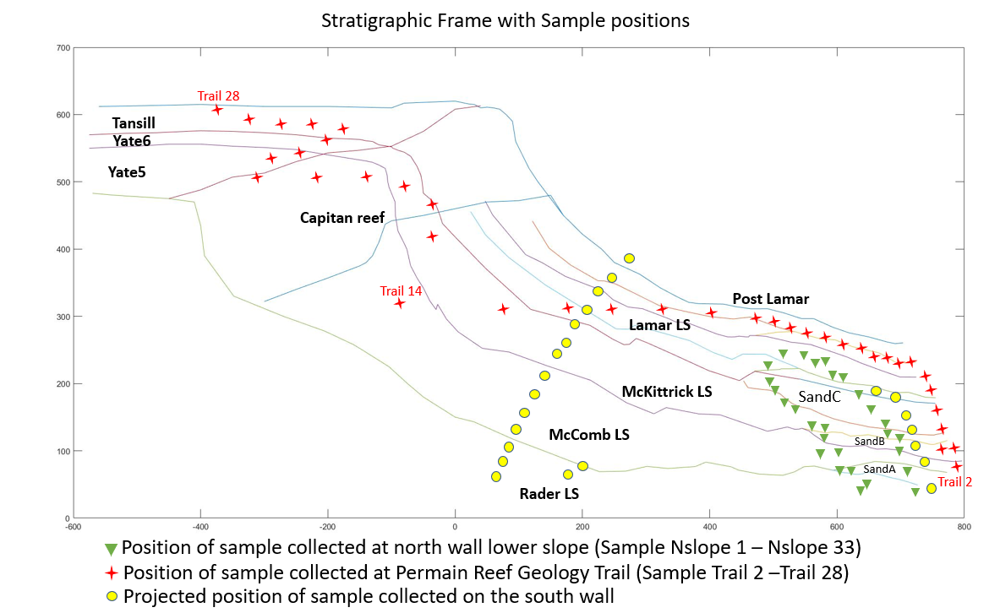 Stratigraphic Frame with Sample positions
700
600
500
400
300
200
100
0
-600
-400
-200
0
200
400
600
800
Trail 28
Tansill
Yate6
Yate5
Capitan reef
Trail 14
Post Lamar
Lamar LS
McKittrick LS
SandC
McComb LS
SandB
SandA
Rader LS
Trail 2
Position of sample collected at north wall lower slope (Sample Nslope 1 – Nslope 33)
Position of sample collected at Permain Reef Geology Trail (Sample Trail 2 –Trail 28)
Projected position of sample collected on the south wall